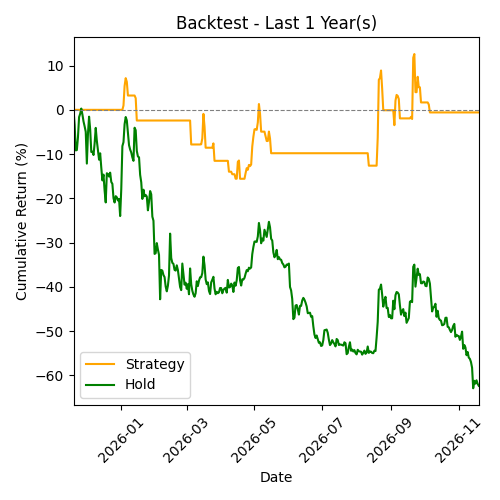 Backtest - Last 1 Year(s)
Cumulative Return (%)
10
0
−10
−20
−30
−40
−50
−60
Strategy
Hold
2026-01
2026-03
2026-05
2026-07
2026-09
2026-11
Date